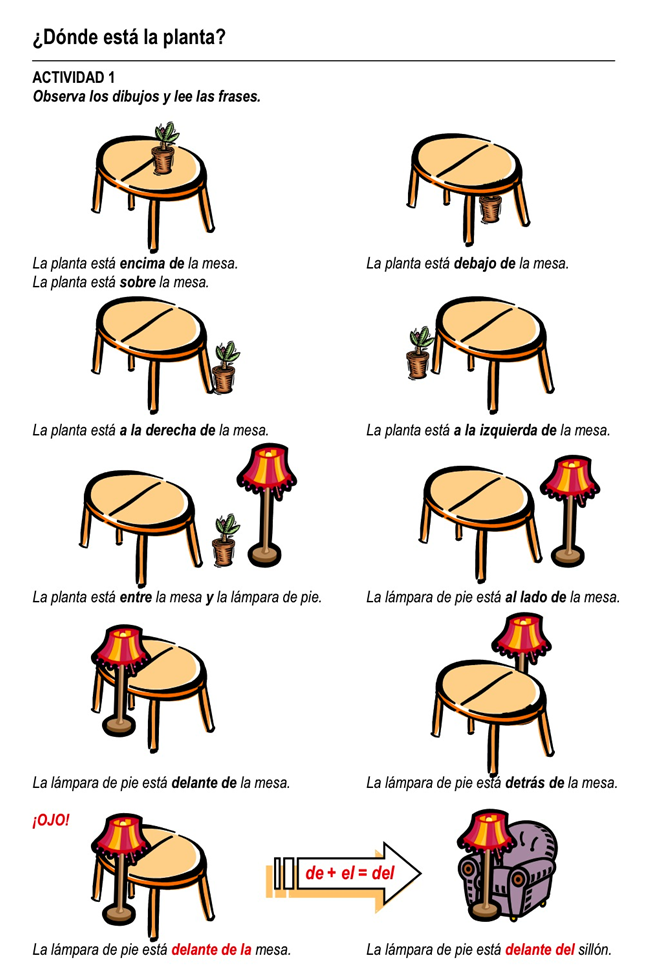 ¿Dónde está la planta?
ACTIVIDAD 1
Observa los dibujos y lee las frases.
La planta está encima de la mesa.
La planta está sobre la mesa.
La planta está debajo de la mesa.
La planta está a la derecha de la mesa.
La planta está a la izquierda de la mesa.
La planta está entre la mesa y la lámpara de pie.
La lámpara de pie está al lado de la mesa.
La lámpara de pie está delante de la mesa.
La lámpara de pie está detrás de la mesa.
¡OJO!
de + el = del
La lámpara de pie está delante de la mesa.
La lámpara de pie está delante del sillón.